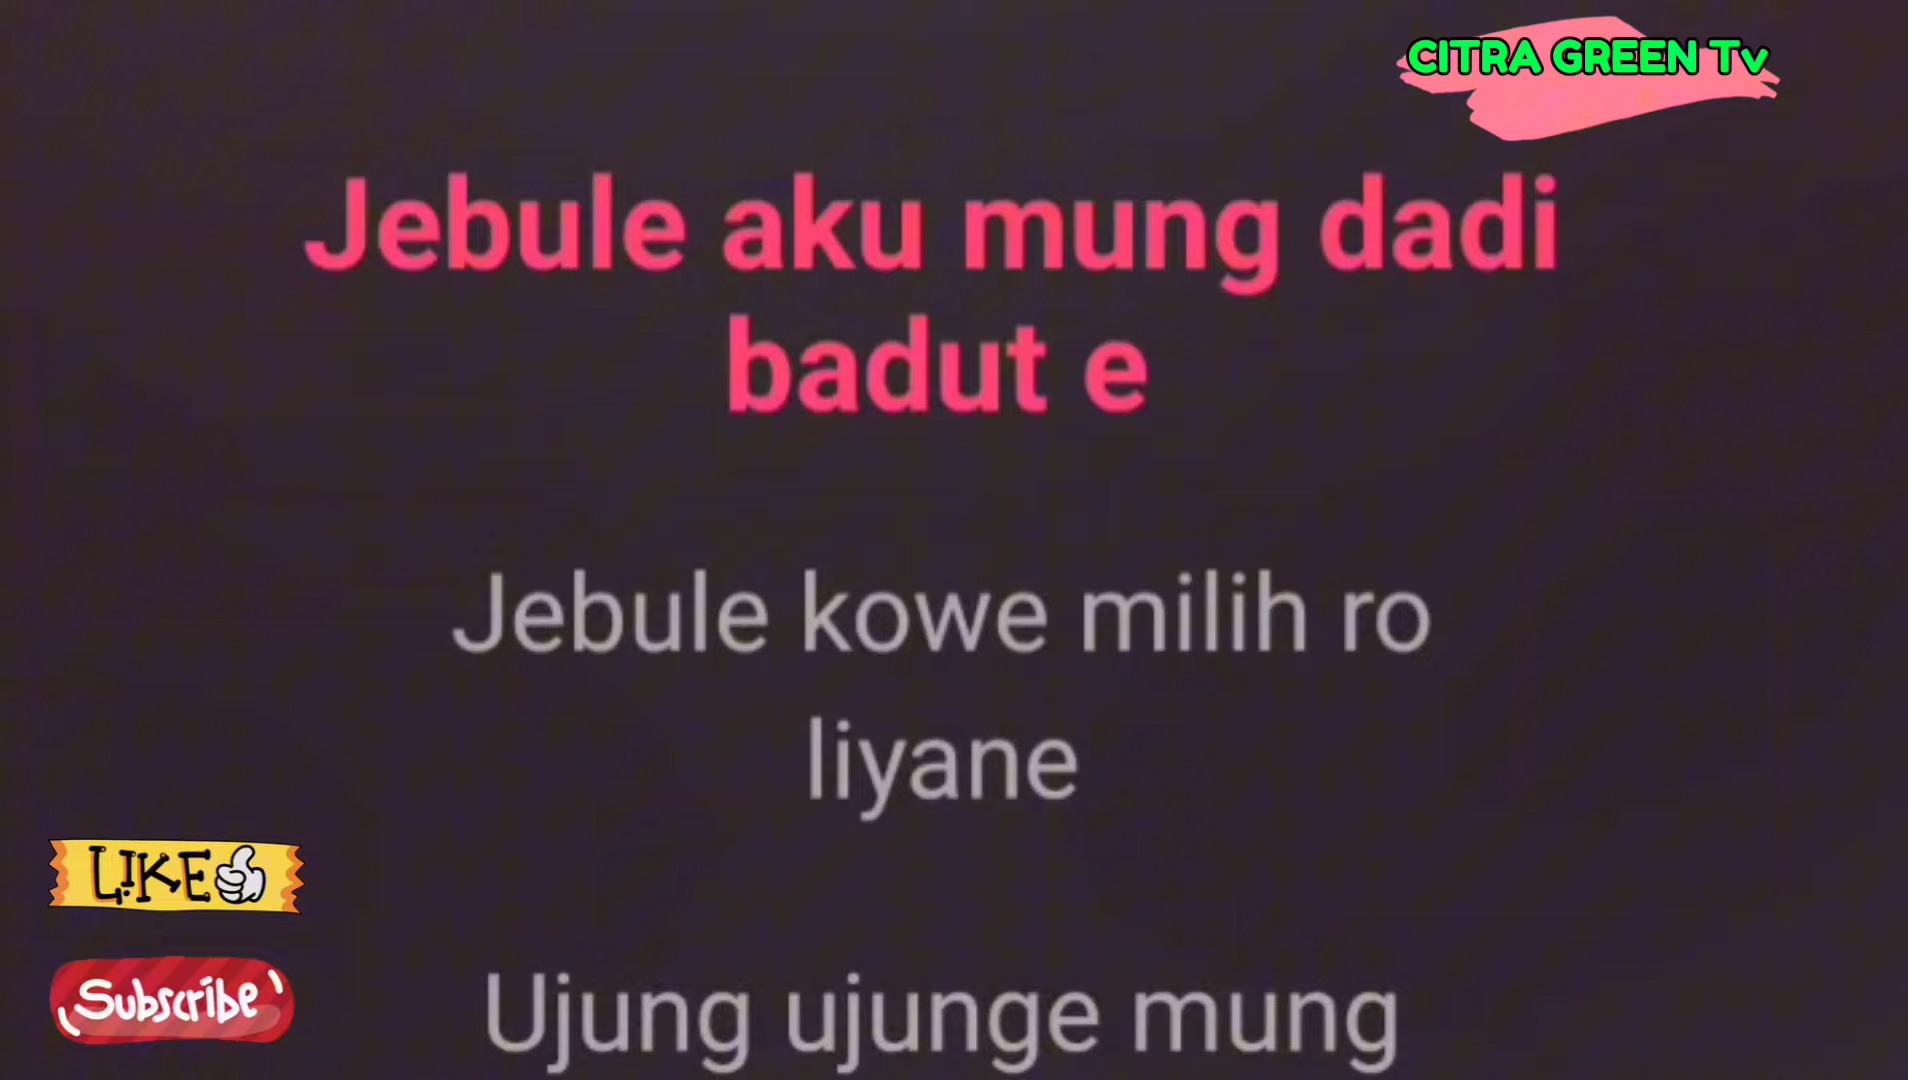 CITRA GREEN Tv
Jebule aku mung dadi
badut e
Jebule kowe milih ro
liyane
LIKE
Subscribe
Ujung ujunge mung